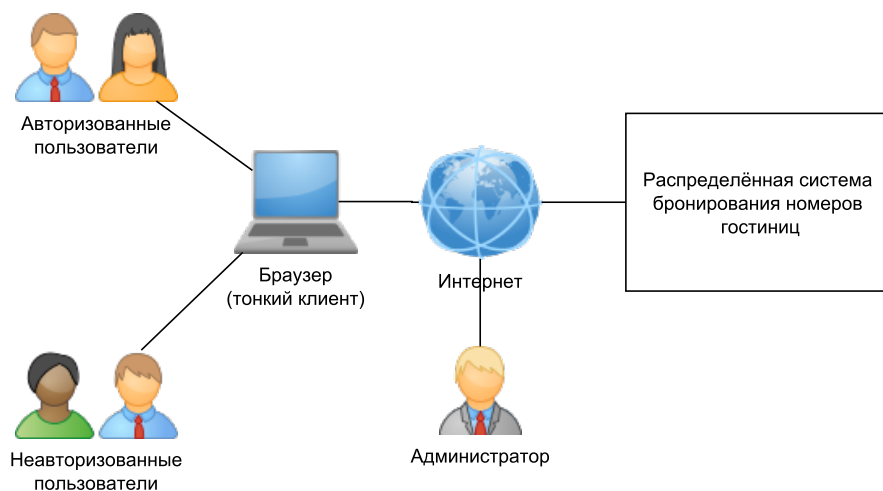 Авторизованные
пользователи
Распределённая система
бронирования номеров
гостиниц
Браузер
(тонкий клиент)
Интернет
Администратор
Неавторизованные
пользователи